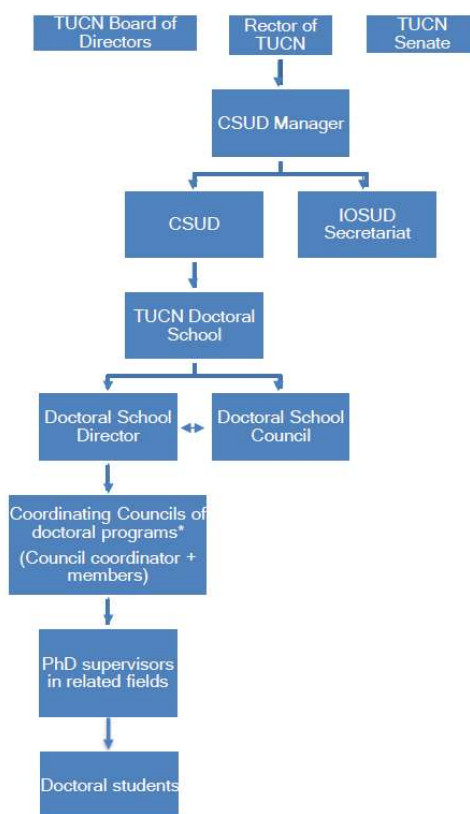 TUCN Board of
Directors
Rector of
TUCN
TUCN
Senate
CSUD Manager
CSUD
IOSUD
Secretariat
TUCN Doctoral
School
Doctoral School
Director
Doctoral School
Council
Coordinating Councils of
doctoral programs*
(Council coordinator +
members)
PhD supervisors
in related fields
Doctoral students